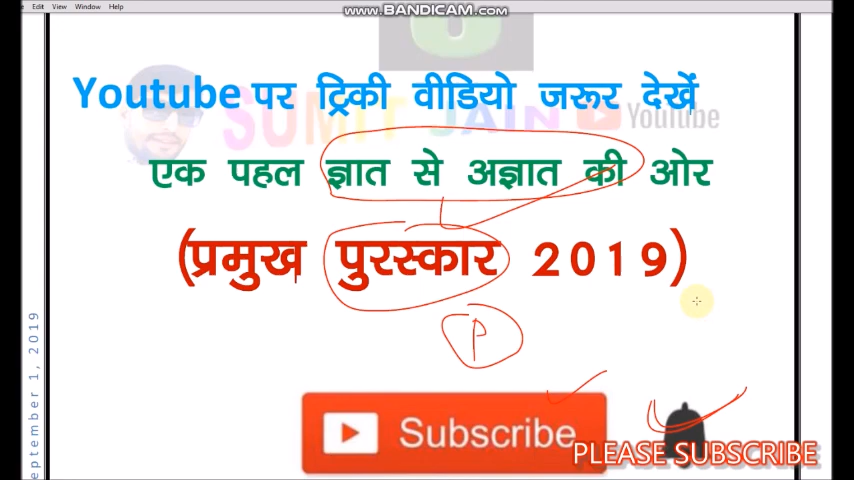 Edit View Window Help
www.BANDICAM.com
Youtube पर ट्रिकी वीडियो जरूर देखें
SUMIT JAIN Youtube
एक पहल ज्ञात से अज्ञात की ओर
(प्रमुख पुरस्कार 2019)
P
Subscribe
PLEASE SUBSCRIBE
eptember 1, 2019